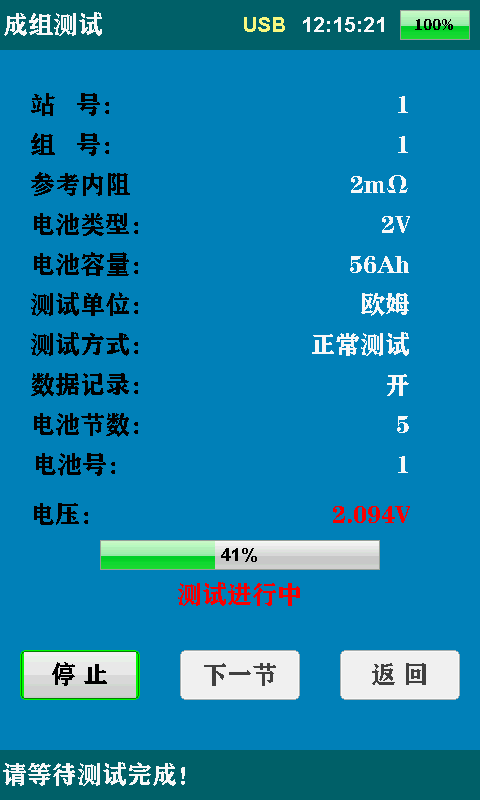 成组测试 USB 12:15:21 100%
站 号: 1
组 号: 1
参考内阻 2mΩ
电池类型: 2V
电池容量: 56Ah
测试单位: 欧姆
测试方式: 正常测试
数据记录: 开
电池节数: 5
电池号: 1
电压: 2.094V
41%
测试进行中
停 止 下一节 返 回
请等待测试完成!